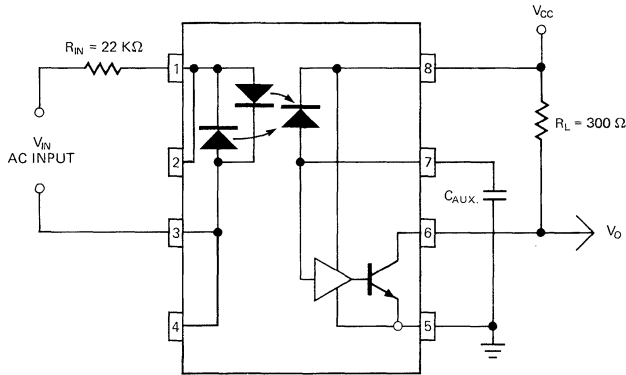 V_CC
R_IN = 22 KΩ
1
8
R_L = 300 Ω
V_IN
AC INPUT
2
7
C_AUX.
3
6
V_O
4
5